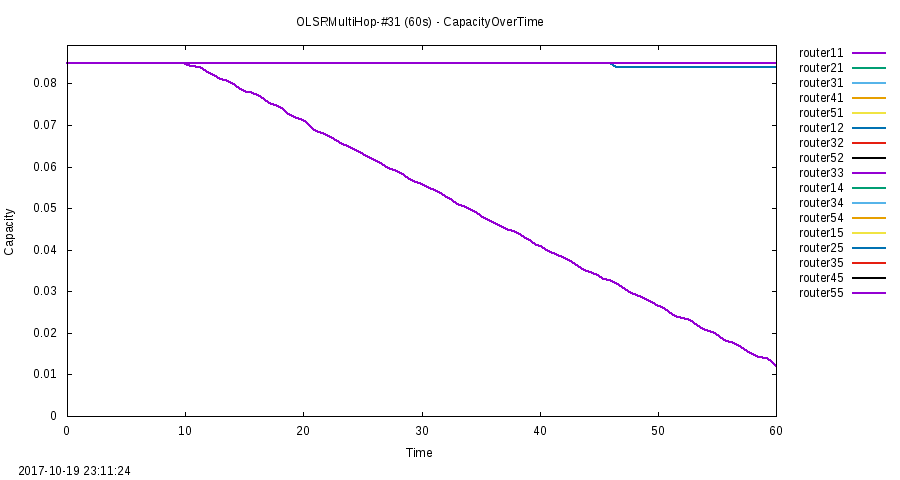 OLSRMultiHop-#31 (60s) - CapacityOverTime
router11
router21
router31
router41
router51
router12
router32
router52
router33
router14
router34
router54
router15
router25
router35
router45
router55
Capacity
0.08
0.07
0.06
0.05
0.04
0.03
0.02
0.01
0
0 10 20 30 40 50 60
Time
2017-10-19 23:11:24